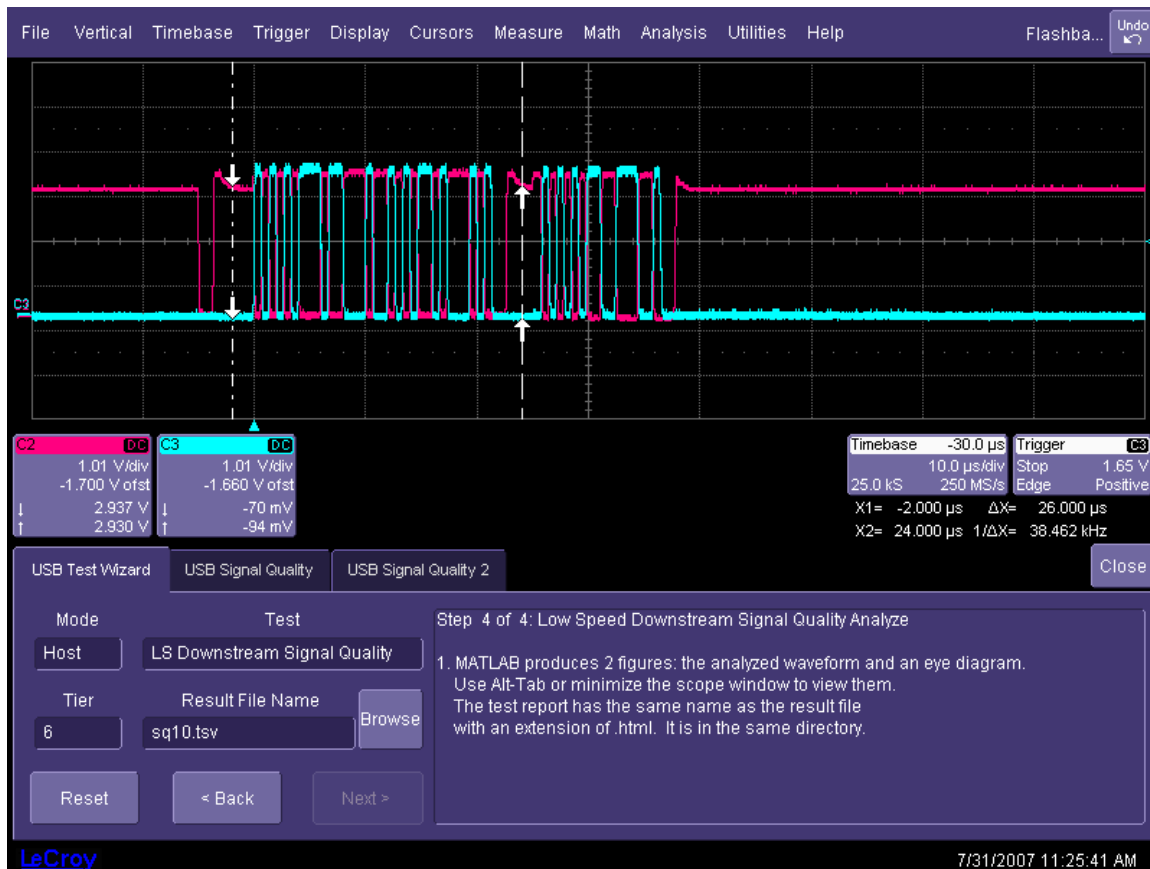 File Vertical Timebase Trigger Display Cursors Measure Math Analysis Utilities Help Flashba... Undo
C3
C2 DC C3 DC
1.01 V/div 1.01 V/div
-1.700 V ofst -1.660 V ofst
↓ 2.937 V ↓ -70 mV
↑ 2.930 V ↑ -94 mV
Timebase -30.0 µs Trigger C3
10.0 µs/div Stop 1.65 V
25.0 kS 250 MS/s Edge Positive
X1= -2.000 µs ΔX= 26.000 µs
X2= 24.000 µs 1/ΔX= 38.462 kHz
USB Test Wizard USB Signal Quality USB Signal Quality 2 Close
Mode Test
Host LS Downstream Signal Quality
Tier Result File Name
6 sq10.tsv Browse
Reset < Back Next >
Step 4 of 4: Low Speed Downstream Signal Quality Analyze
1. MATLAB produces 2 figures: the analyzed waveform and an eye diagram.
Use Alt-Tab or minimize the scope window to view them.
The test report has the same name as the result file
with an extension of .html. It is in the same directory.
LeCroy 7/31/2007 11:25:41 AM